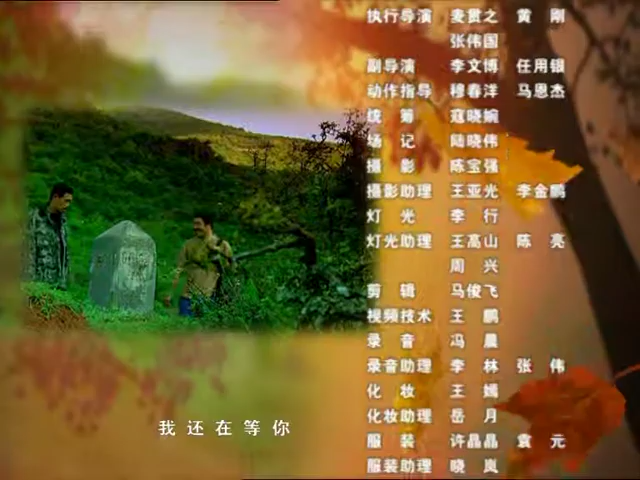 执行导演 麦贯之 黄 刚
张伟国
副导演 李文博 任用银
动作指导 穆春洋 马恩杰
统 筹 寇晓婉
场 记 陆晓伟
摄 影 陈宝强
摄影助理 王亚光 李金鹏
灯 光 李 行
灯光助理 王高山 陈 亮
周 兴
剪 辑 马俊飞
视频技术 王 鹏
录 音 冯 晨
录音助理 李 林 张 伟
化 妆 王 嫣
化妆助理 岳 月
服 装 许晶晶 袁 元
服装助理 晓 岚
我还在等你